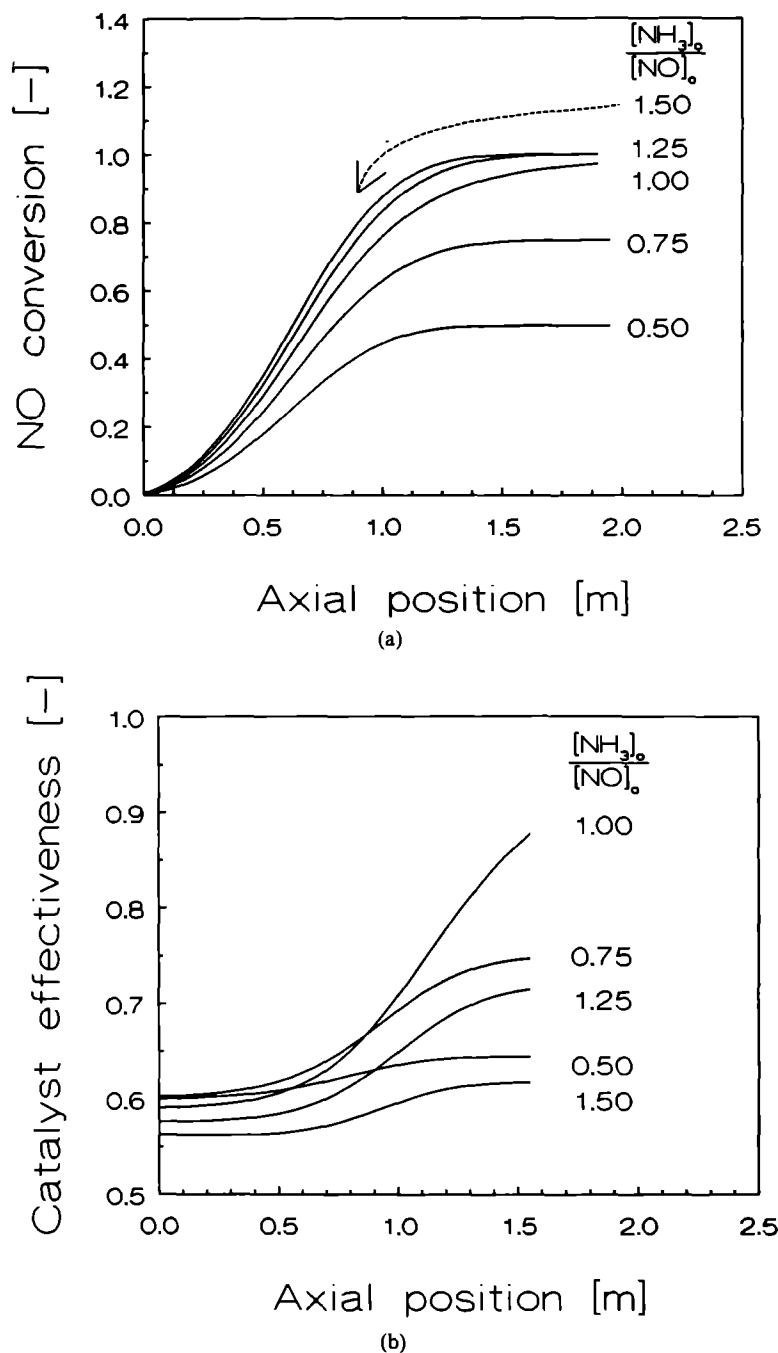 1.4
[NH₃]ₒ
[NO]ₒ
1.2
1.50
1.25
1.0
1.00
0.8
0.75
0.6
0.50
0.4
0.2
0.0
NO conversion [-]
0.0 0.5 1.0 1.5 2.0 2.5
Axial position [m]
(a)
1.0
[NH₃]ₒ
[NO]ₒ
0.9
1.00
0.8
0.75
0.7
1.25
0.50
0.6
1.50
0.5
Catalyst effectiveness [-]
0.0 0.5 1.0 1.5 2.0 2.5
Axial position [m]
(b)